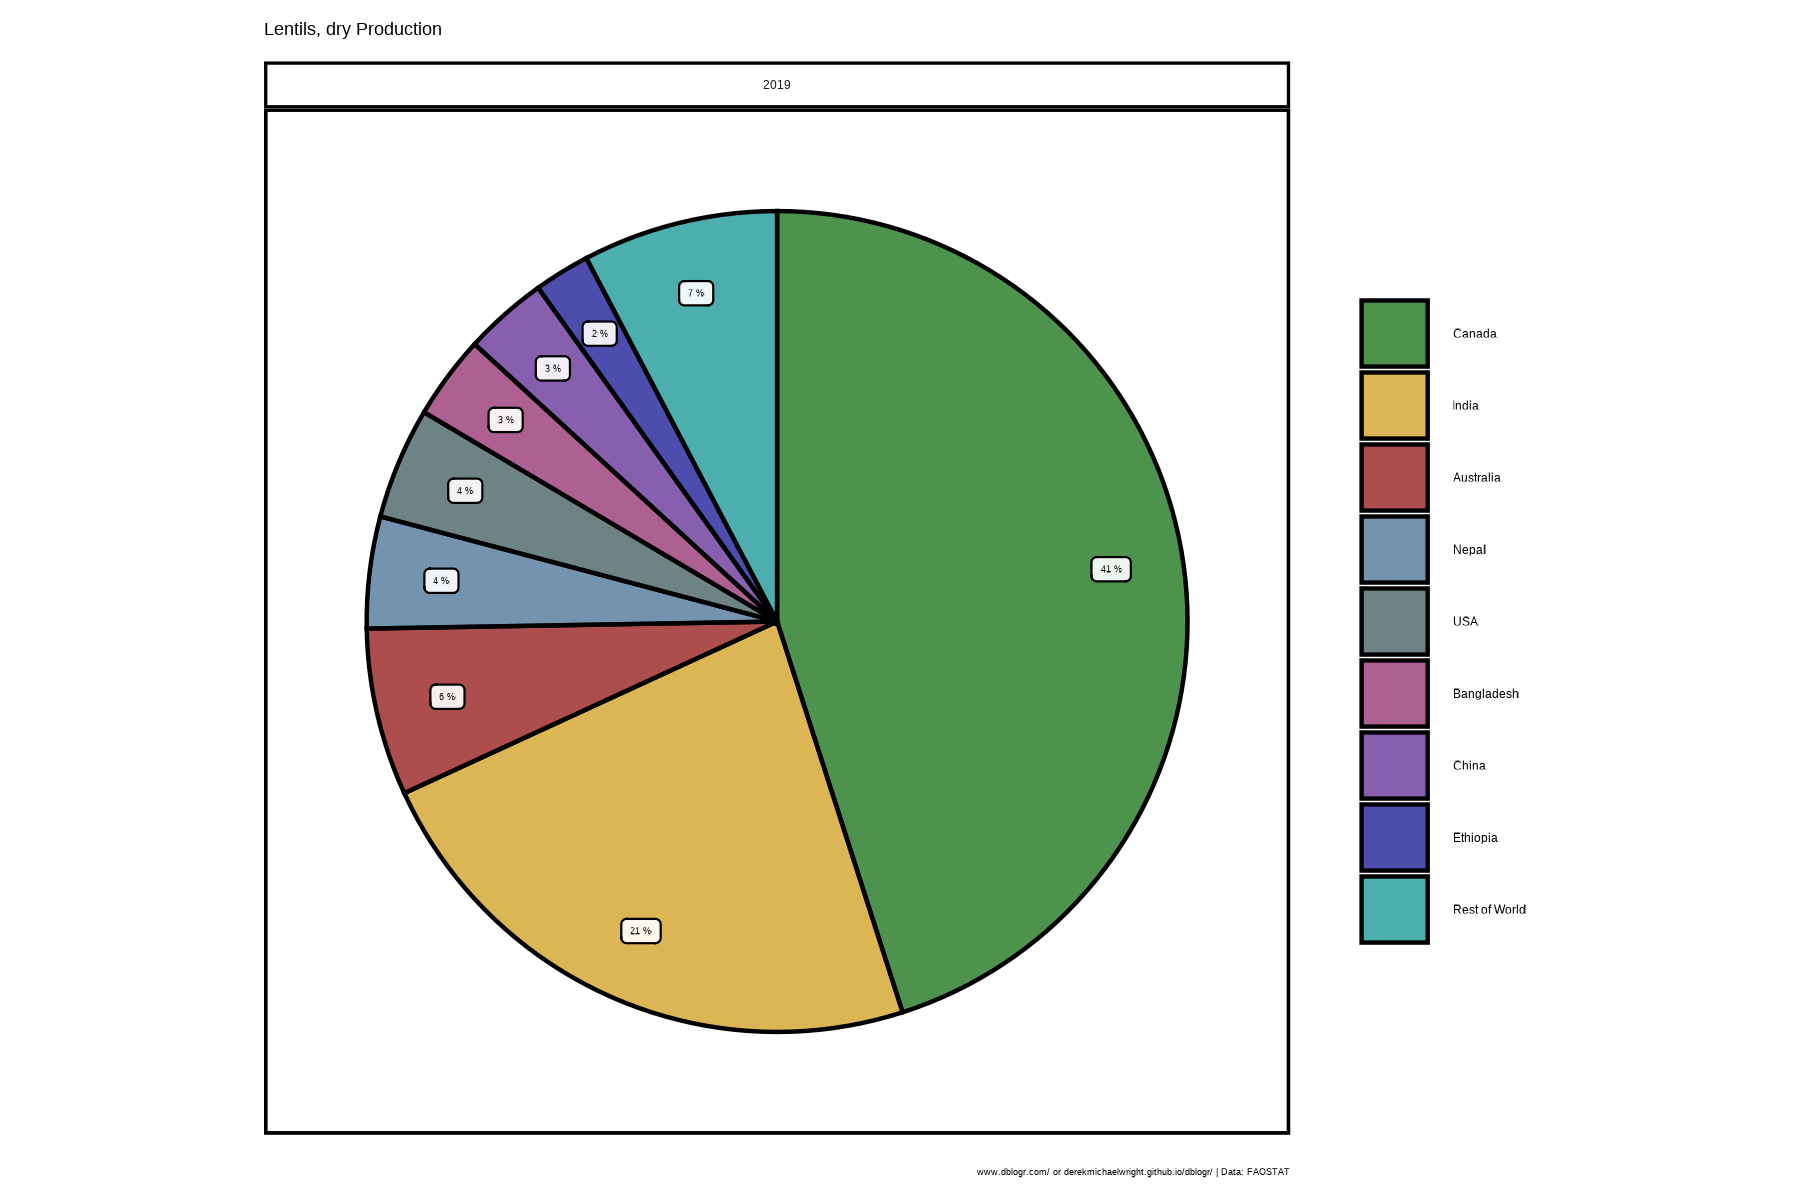 Lentils, dry Production
2019
7 %
2 %
3 %
3 %
4 %
4 %
6 %
21 %
41 %
Canada
India
Australia
Nepal
USA
Bangladesh
China
Ethiopia
Rest of World
www.dblogr.com/ or derekmichaelwright.github.io/dblogr/ | Data: FAOSTAT